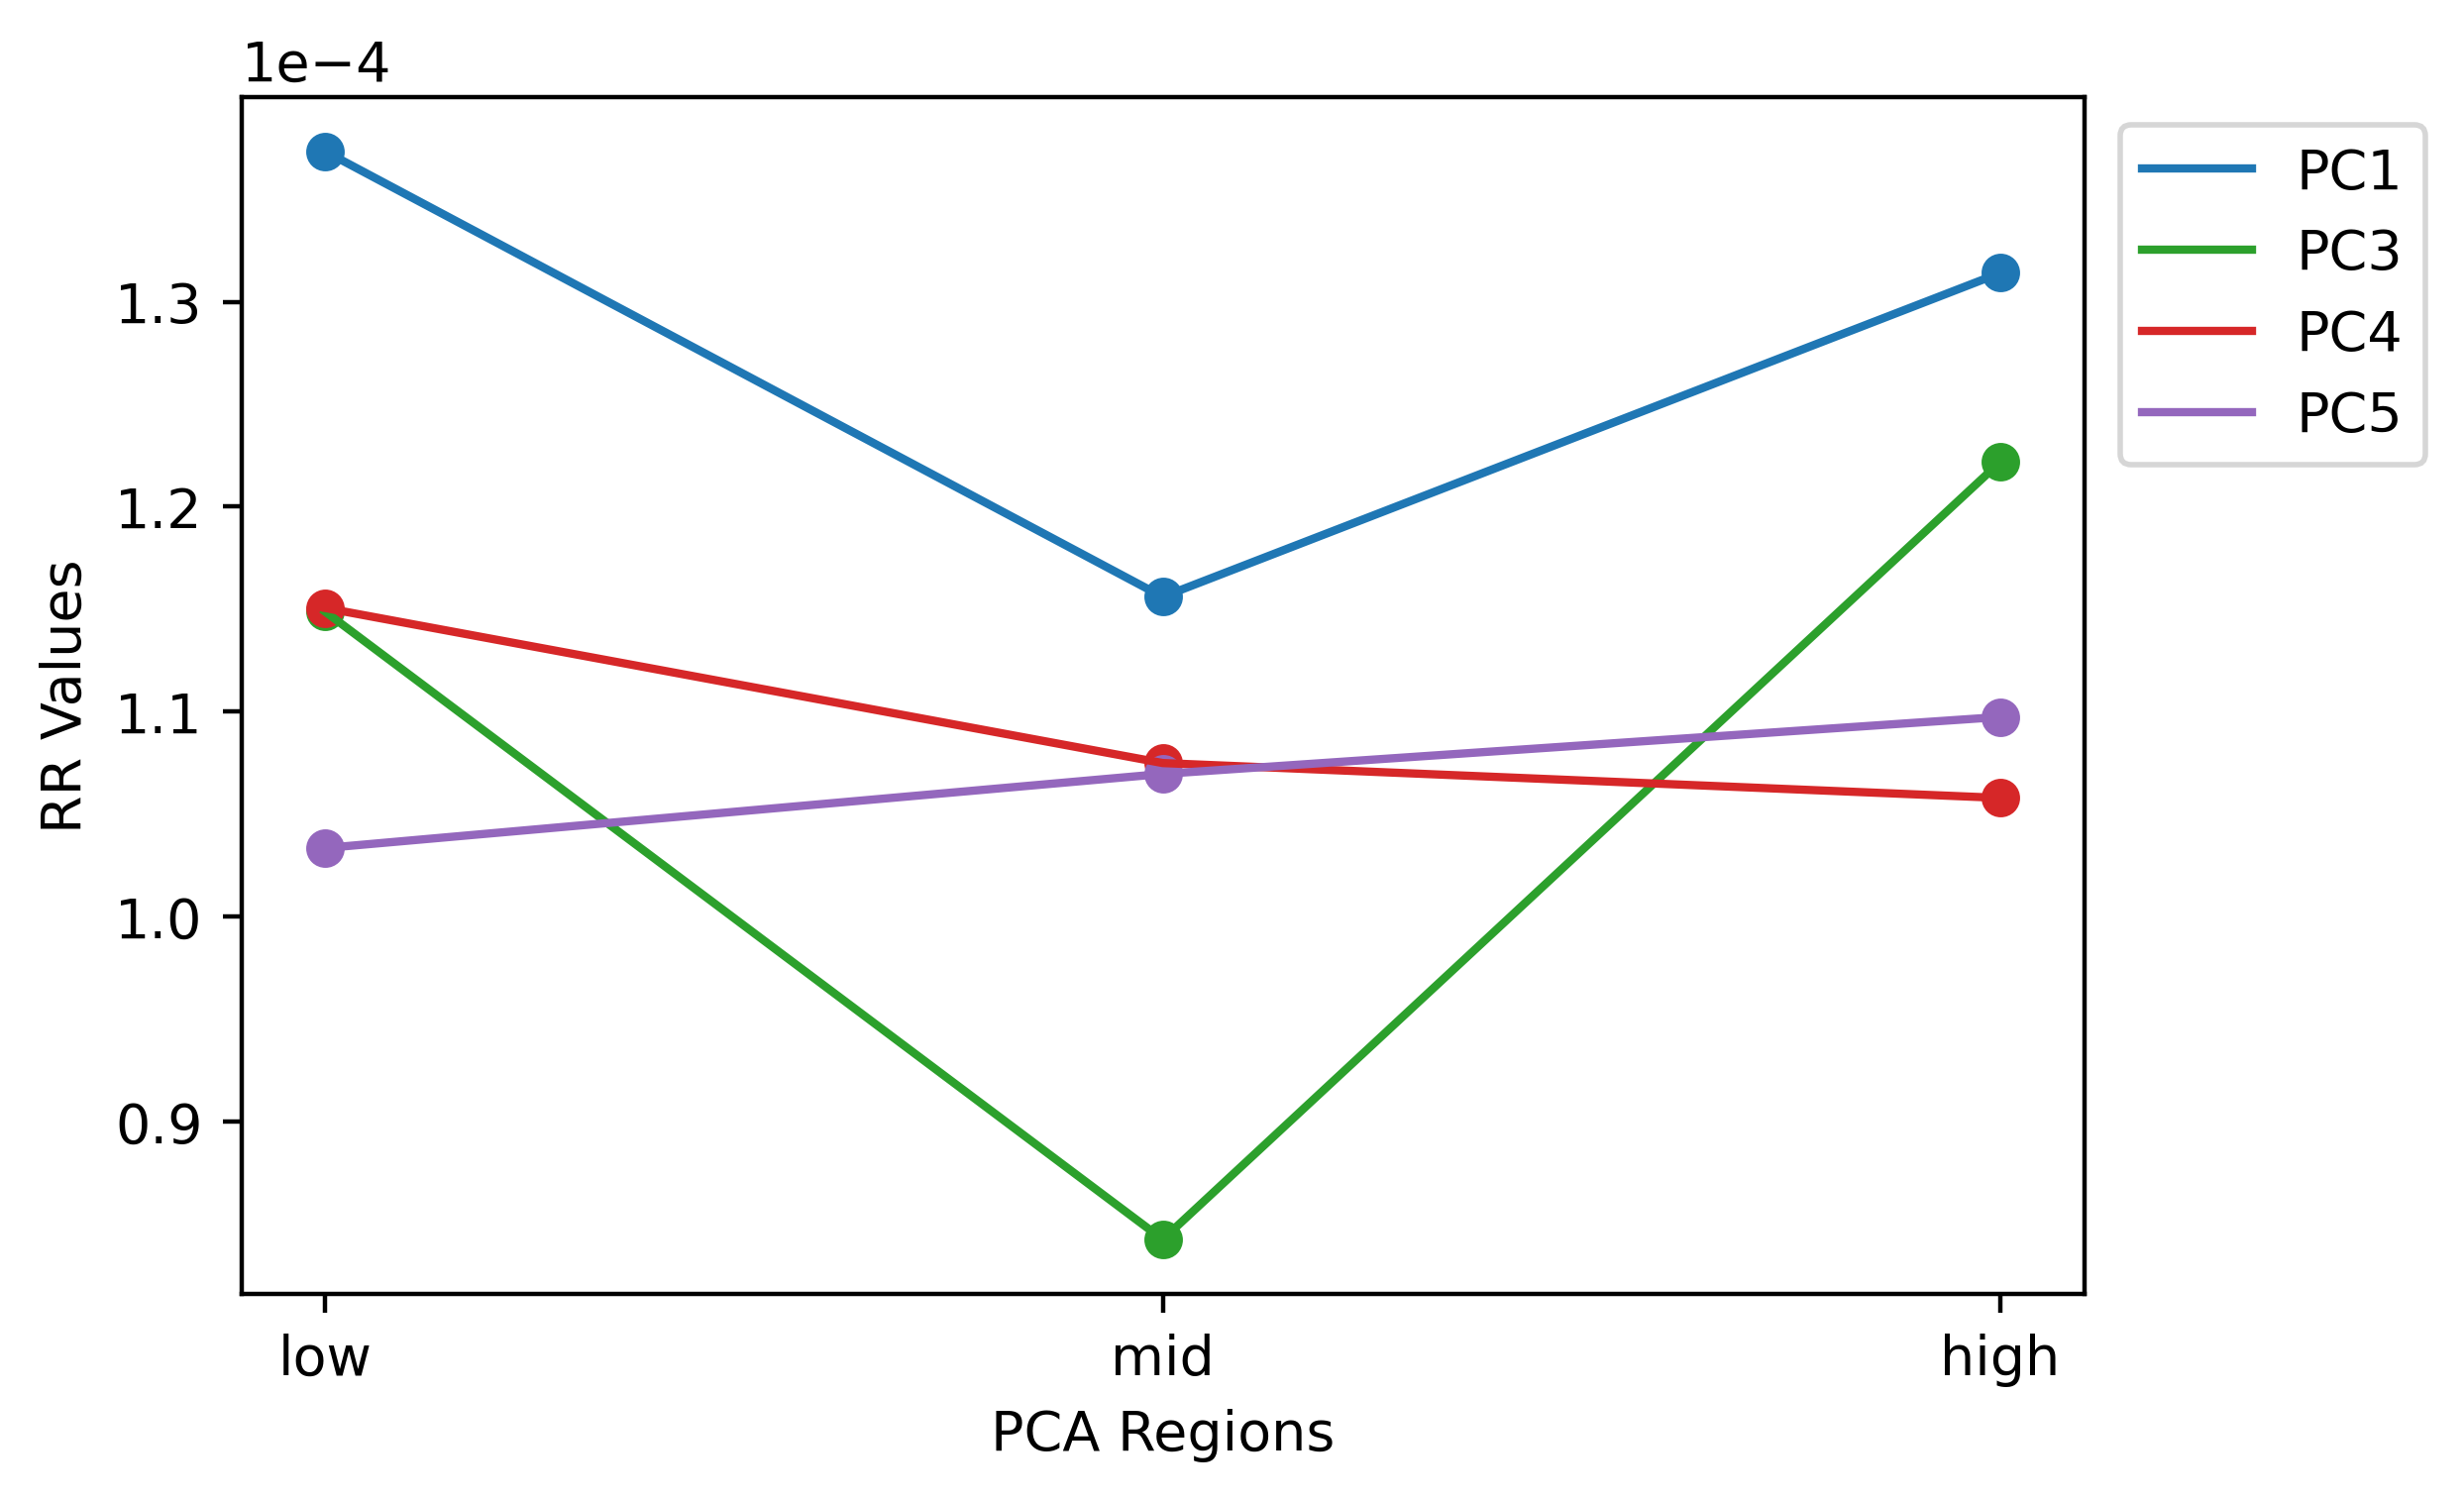 1e−4
1.3
1.2
1.1
1.0
0.9
RR Values
low
mid
high
PCA Regions
PC1
PC3
PC4
PC5